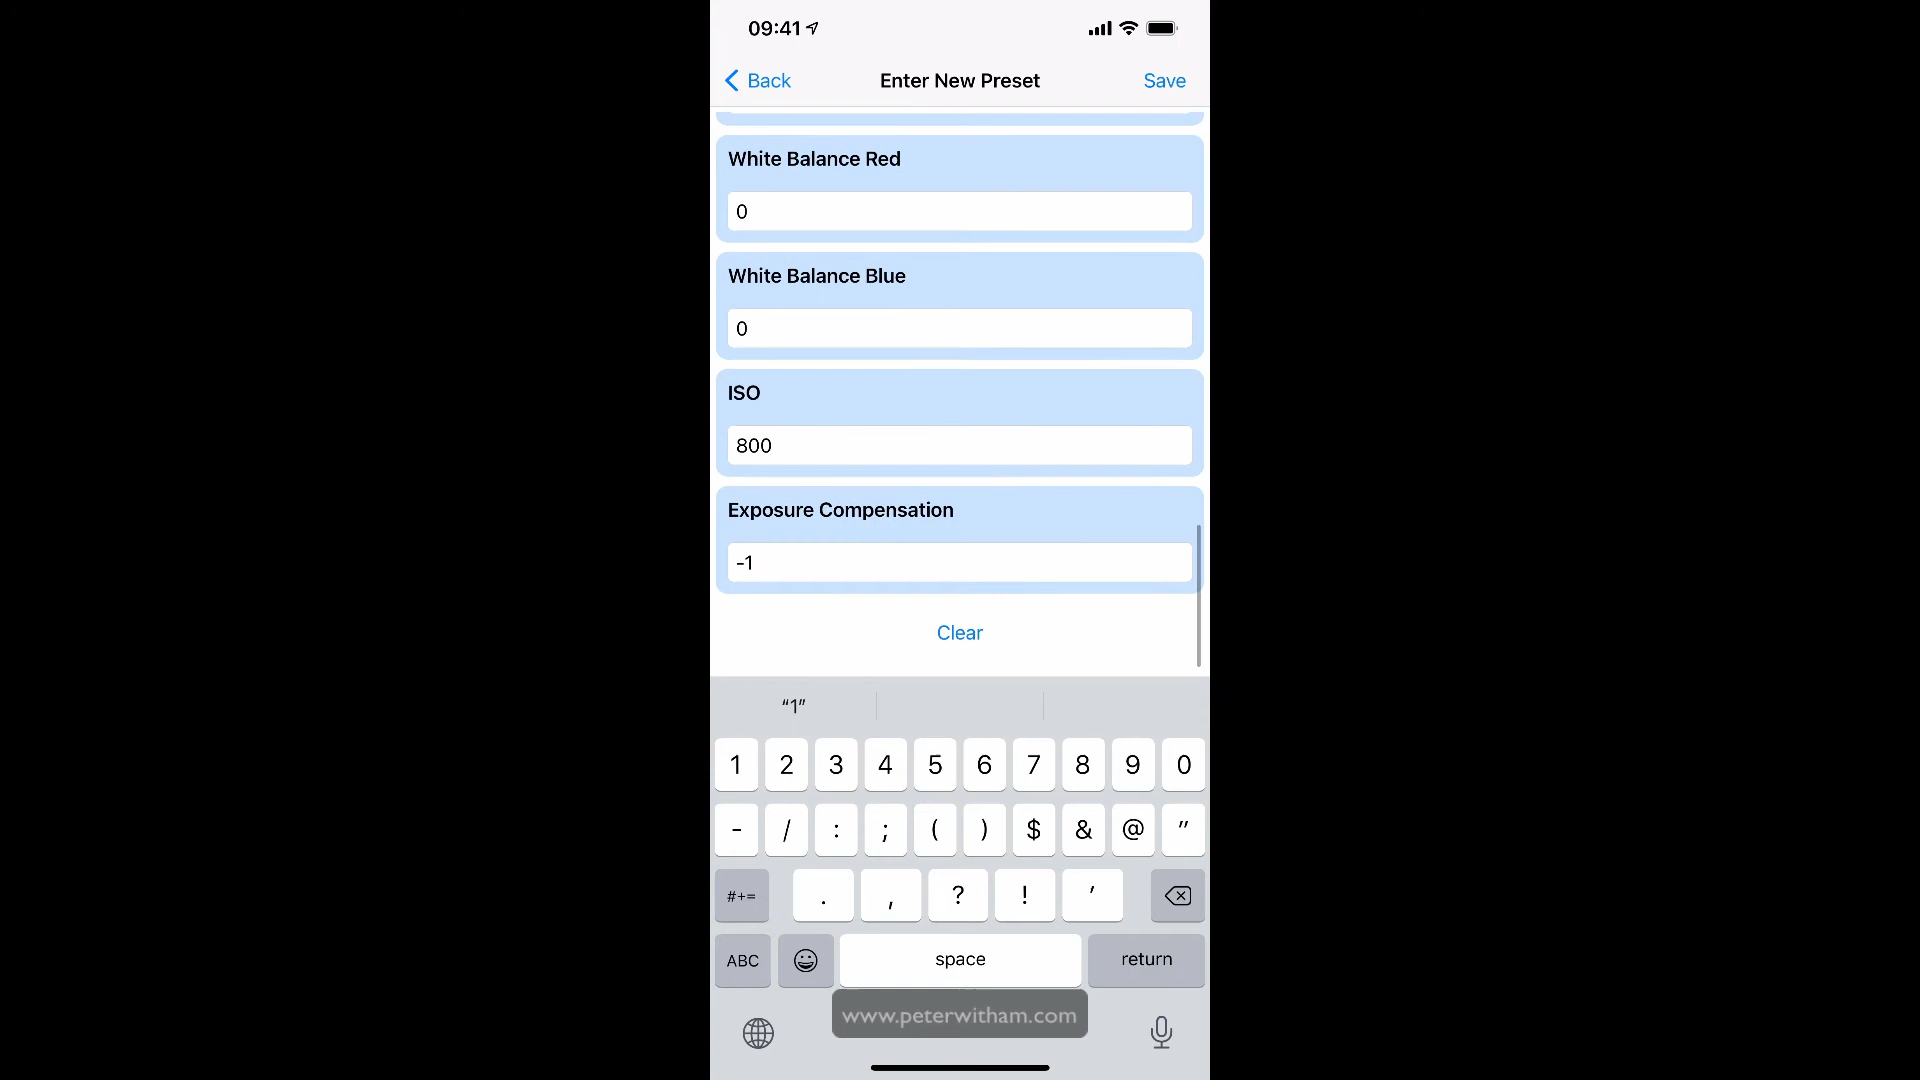 09:41
Back
Enter New Preset
Save
White Balance Red
0
White Balance Blue
0
ISO
800
Exposure Compensation
-1
Clear
“1”
1 2 3 4 5 6 7 8 9 0
- / : ; ( ) $ & @ "
#+= . , ? ! '
ABC space return
www.peterwitham.com